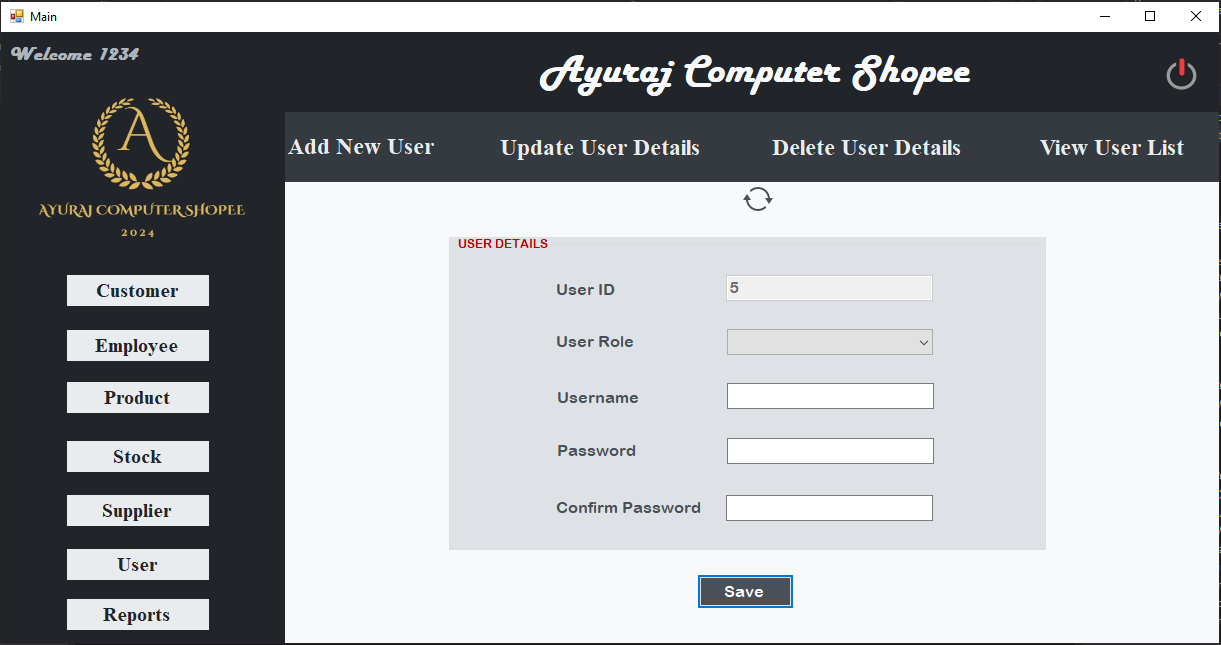 Main
Welcome 1234
Ayuraj Computer Shopee
A
AYURAJ COMPUTER SHOPEE
2024
Add New User Update User Details Delete User Details View User List
Customer
Employee
Product
Stock
Supplier
User
Reports
USER DETAILS
User ID 5
User Role
Username
Password
Confirm Password
Save